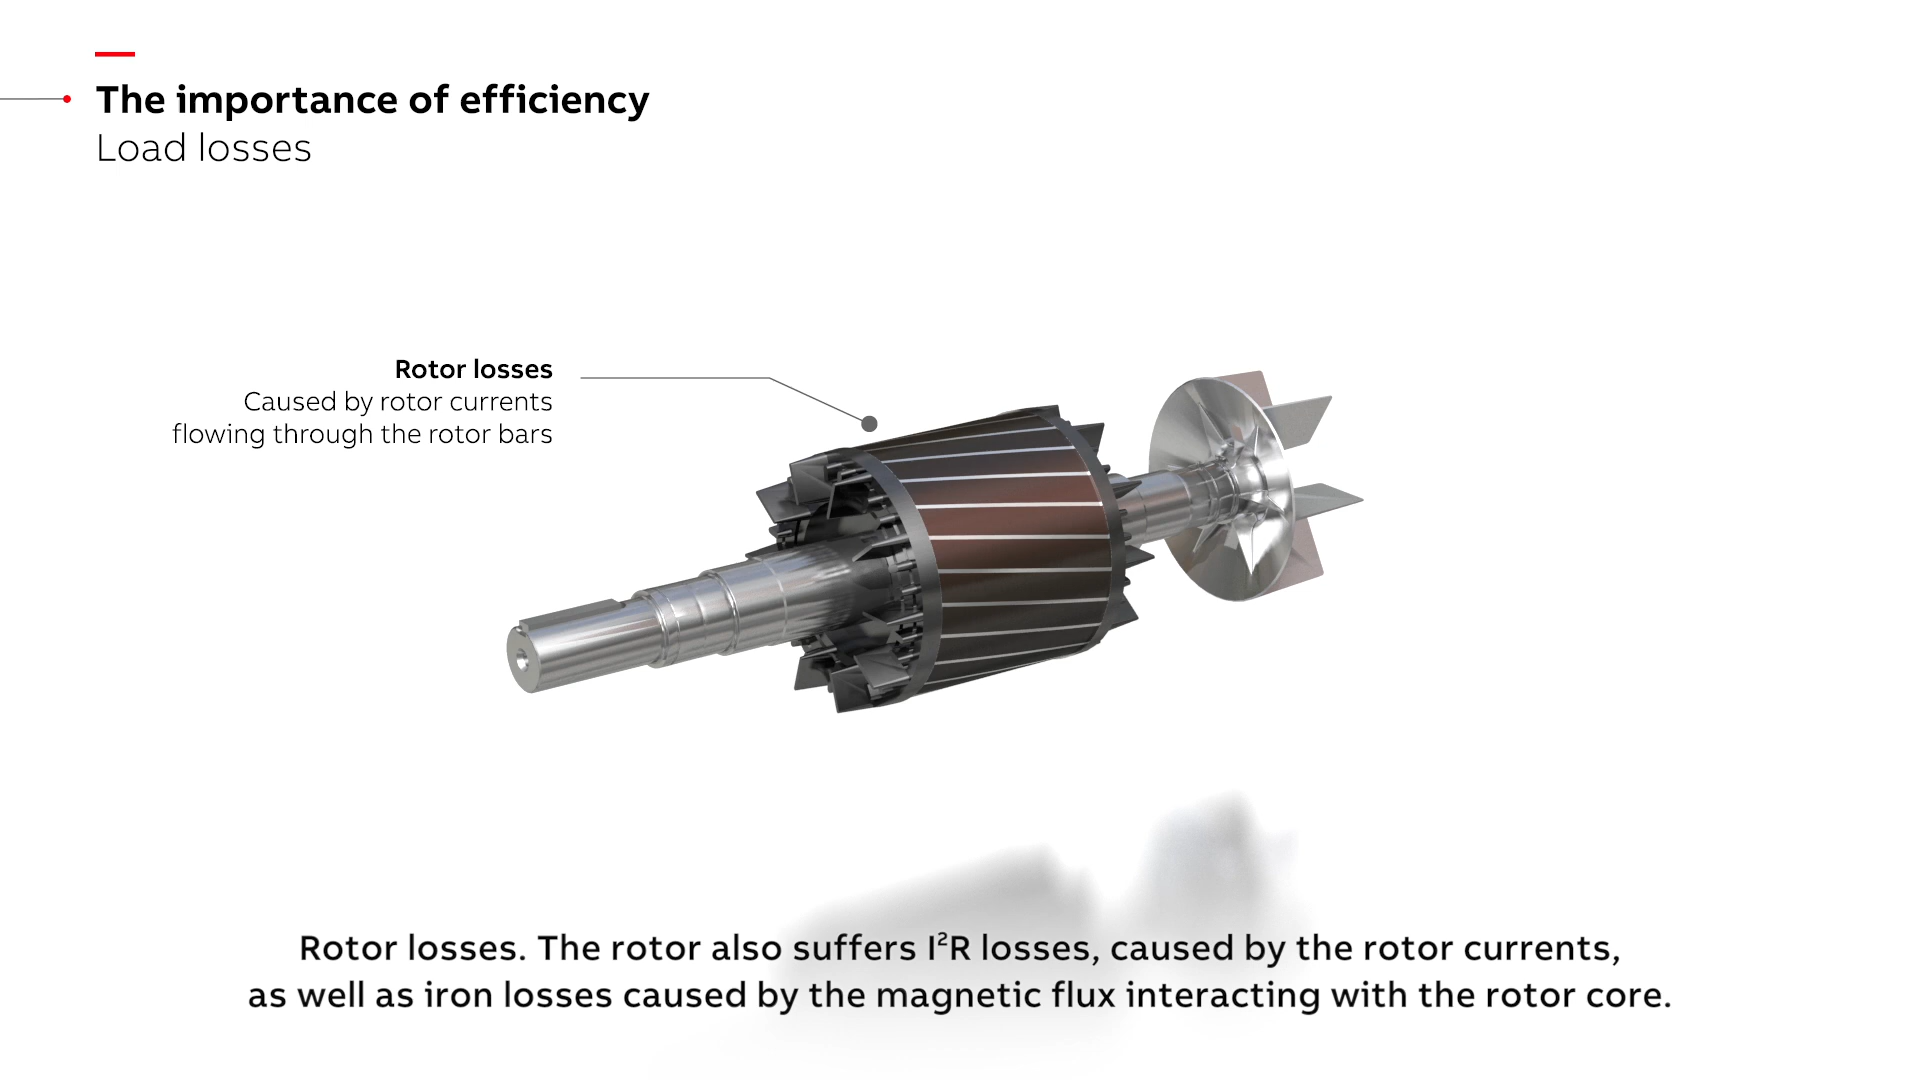 The importance of efficiency
Load losses
Rotor losses
Caused by rotor currents
flowing through the rotor bars
Rotor losses. The rotor also suffers I²R losses, caused by the rotor currents,
as well as iron losses caused by the magnetic flux interacting with the rotor core.